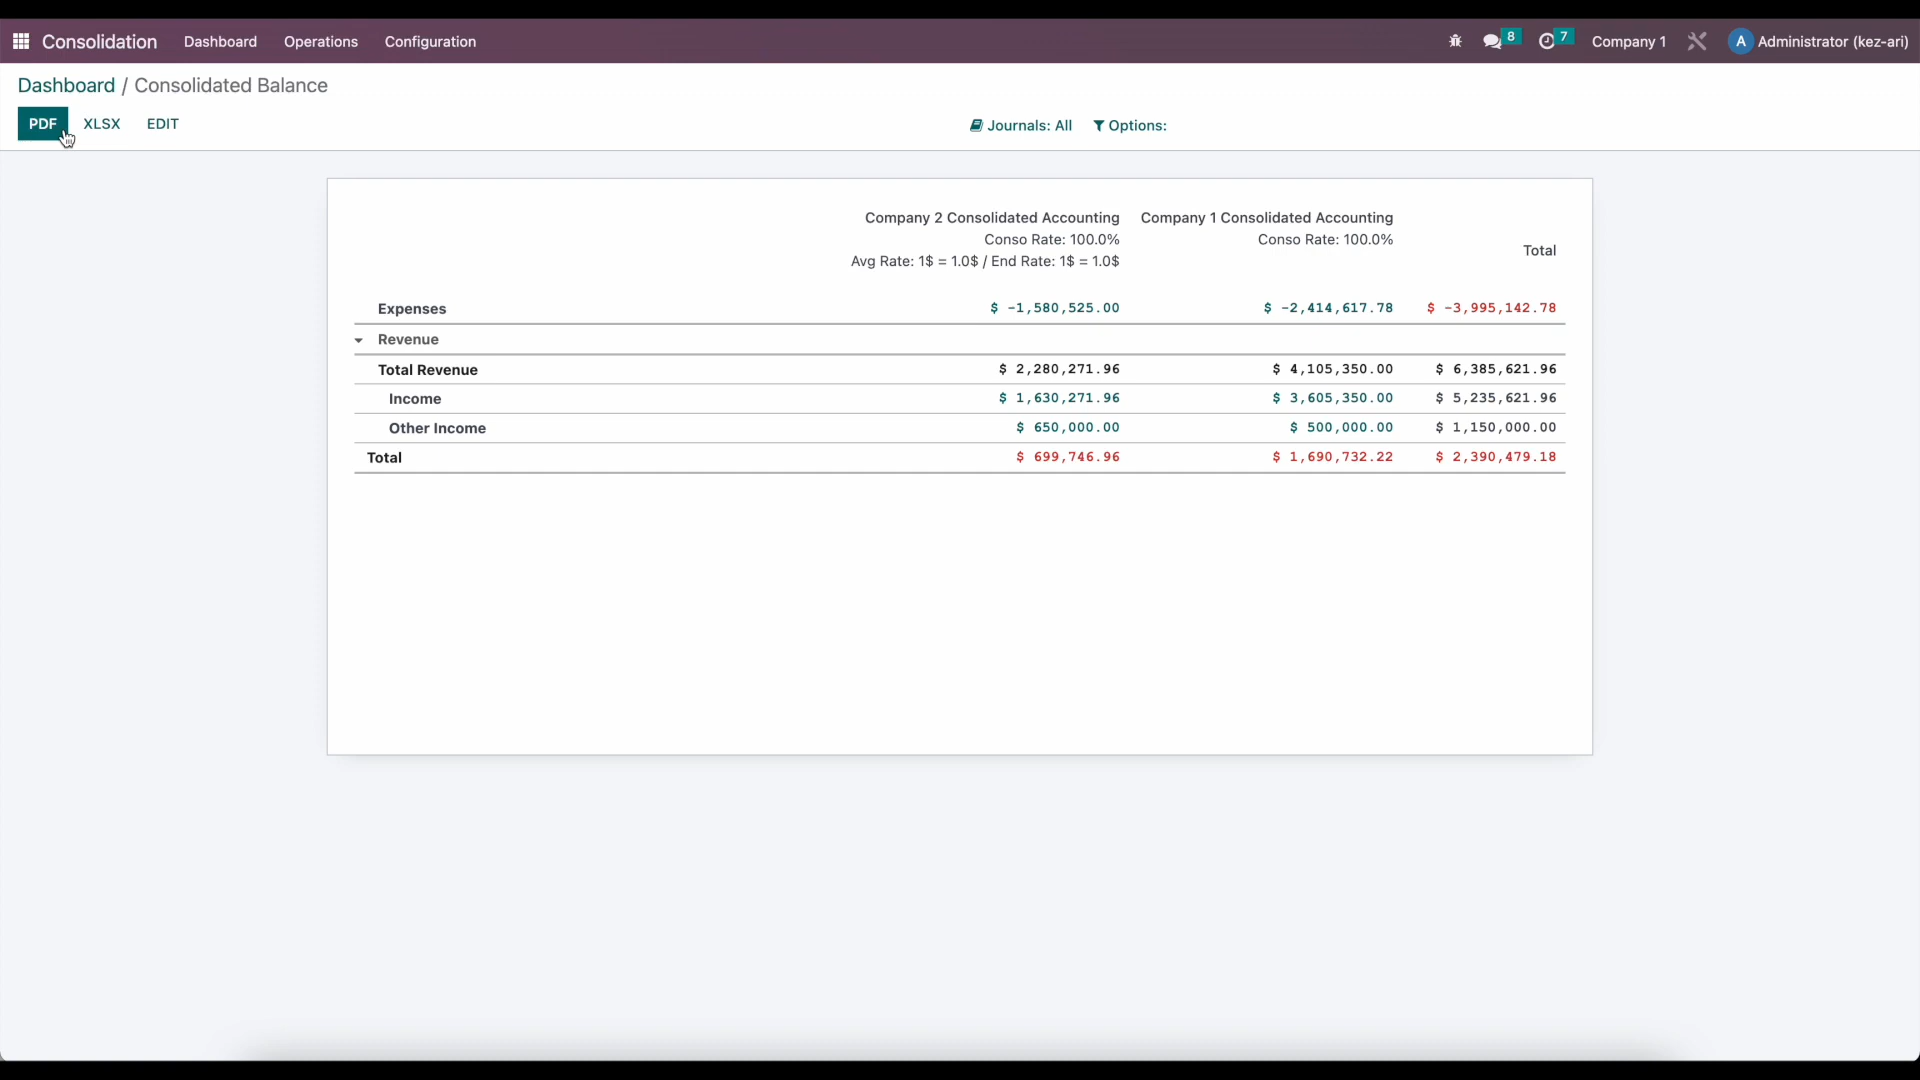 Consolidation Dashboard Operations Configuration 8 7 Company 1 A Administrator (kez-ari)
Dashboard / Consolidated Balance
PDF XLSX EDIT Journals: All Options:
Company 2 Consolidated Accounting Company 1 Consolidated Accounting
Conso Rate: 100.0% Conso Rate: 100.0%
Total
Avg Rate: 1$ = 1.0$ / End Rate: 1$ = 1.0$
Expenses $ -1,580,525.00 $ -2,414,617.78 $ -3,995,142.78
Revenue
Total Revenue $ 2,280,271.96 $ 4,105,350.00 $ 6,385,621.96
Income $ 1,630,271.96 $ 3,605,350.00 $ 5,235,621.96
Other Income $ 650,000.00 $ 500,000.00 $ 1,150,000.00
Total $ 699,746.96 $ 1,690,732.22 $ 2,390,479.18